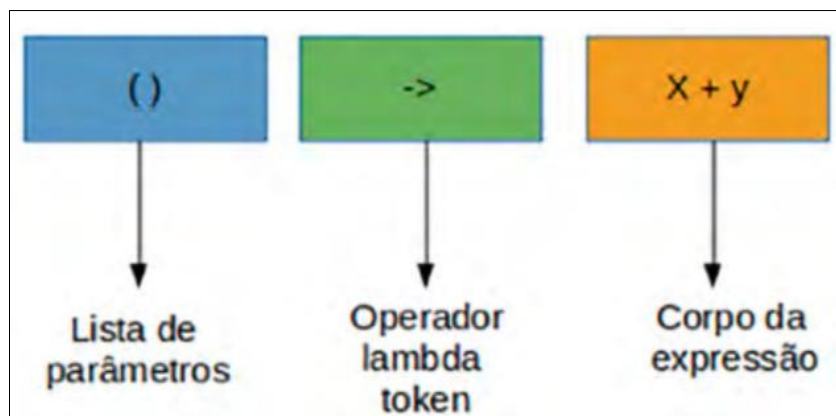 ( )
->
X + y
Lista de
parâmetros
Operador
lambda
token
Corpo da
expressão